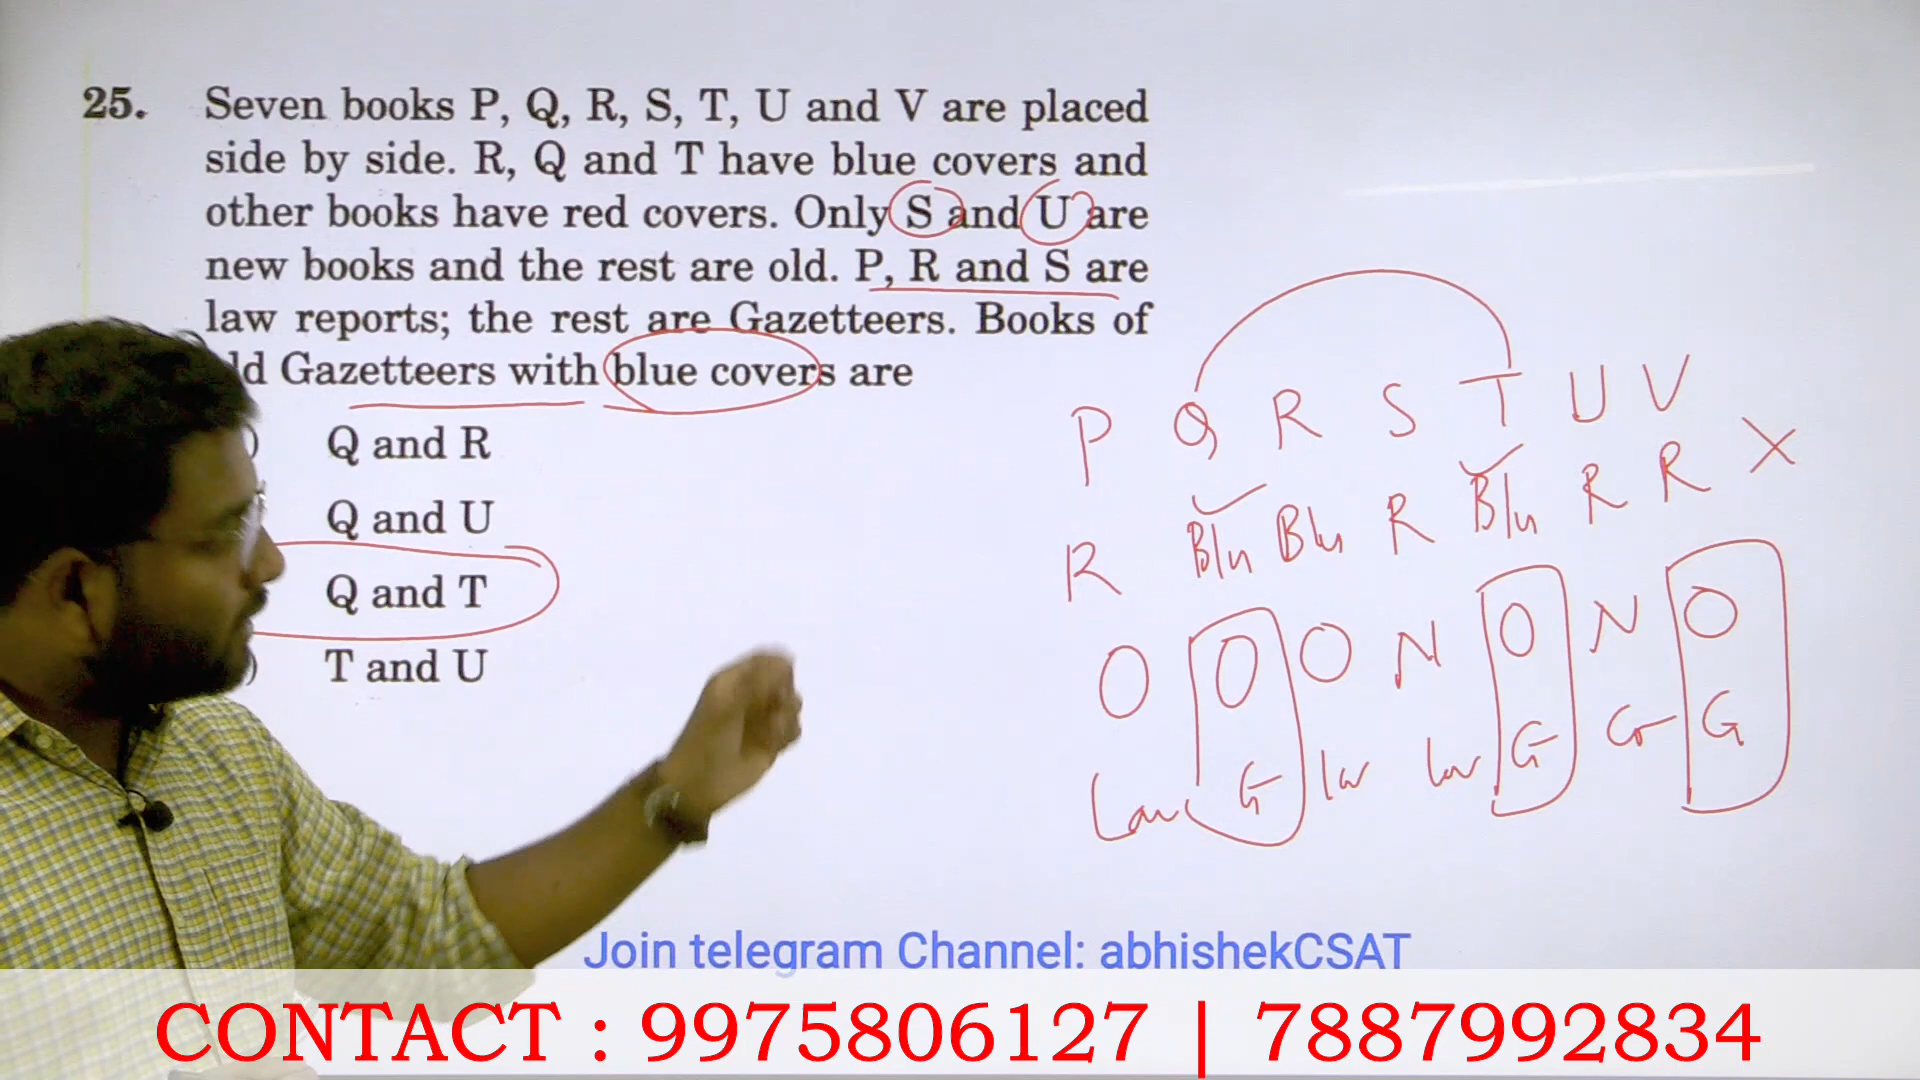 25. Seven books P, Q, R, S, T, U and V are placed
side by side. R, Q and T have blue covers and
other books have red covers. Only S and U are
new books and the rest are old. P, R and S are
law reports; the rest are Gazetteers. Books of
ld Gazetteers with blue covers are
) Q and R
Q and U
Q and T
) T and U
P Q R S T U V
R Blu Blu R Blu R R X
O O O N O N O
Law G lw law G G G
Join telegram Channel: abhishekCSAT
CONTACT : 9975806127 | 7887992834